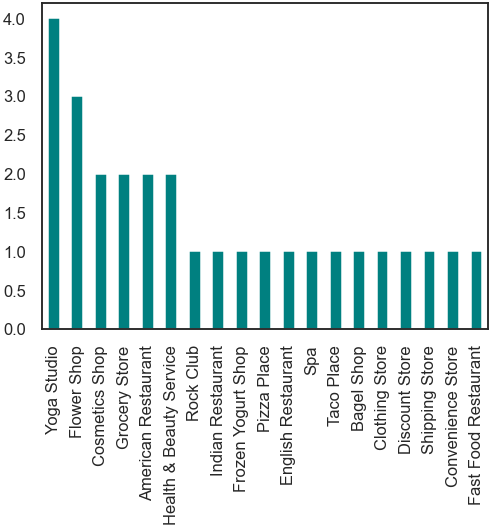 4.0
3.5
3.0
2.5
2.0
1.5
1.0
0.5
0.0
Yoga Studio
Flower Shop
Cosmetics Shop
Grocery Store
American Restaurant
Health & Beauty Service
Rock Club
Indian Restaurant
Frozen Yogurt Shop
Pizza Place
English Restaurant
Spa
Taco Place
Bagel Shop
Clothing Store
Discount Store
Shipping Store
Convenience Store
Fast Food Restaurant